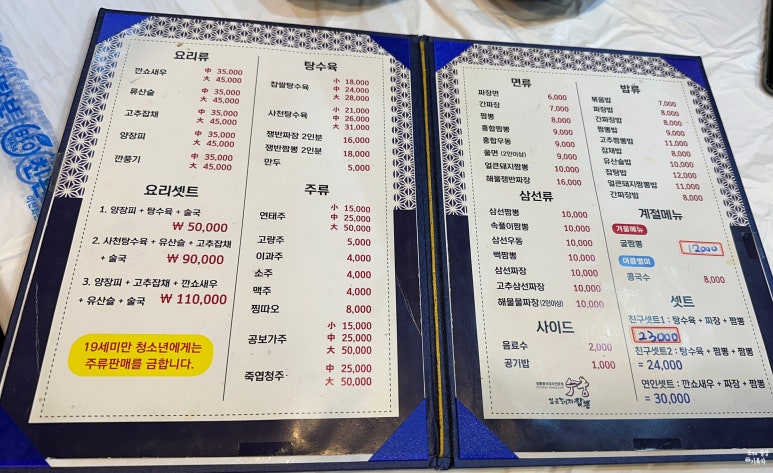 요리류
깐쇼새우 中 35,000
大 45,000
류산슬 中 35,000
大 45,000
고추잡채 中 35,000
大 45,000
양장피 中 35,000
大 45,000
깐풍기 中 35,000
大 45,000
요리셋트
1. 양장피 + 탕수육 + 술국
₩ 50,000
2. 사천탕수육 + 유산슬 + 고추잡채
+ 술국 ₩ 90,000
3. 양장피 + 고추잡채 + 깐쇼새우
+ 유산슬 + 술국 ₩ 110,000
19세미만 청소년에게는
주류판매를 금합니다.
탕수육
찹쌀탕수육 小 18,000
中 24,000
大 28,000
사천탕수육 小 21,000
中 26,000
大 31,000
쟁반짜장 2인분 16,000
쟁반짬뽕 2인분 18,000
만두 5,000
주류
연태주 小 15,000
中 25,000
大 50,000
고량주 5,000
이과주 4,000
소주 4,000
맥주 4,000
찡따오 8,000
공보가주 小 15,000
中 25,000
大 50,000
죽엽청주 中 25,000
大 50,000
면류
짜장면 6,000
간짜장 7,000
짬뽕 8,000
홍합짬뽕 9,000
홍합우동 9,000
울면 (2인이상) 9,000
얼큰돼지짬뽕 10,000
해물쟁반짜장 16,000
삼선류
삼선짬뽕 10,000
속풀이짬뽕 10,000
삼선우동 10,000
백짬뽕 10,000
삼선짜장 10,000
고추삼선짜장 10,000
해물쫄짜장(2인이상) 10,000
사이드
음료수 2,000
공기밥 1,000
얼큰돼지짬뽕
밥류
볶음밥 7,000
짜장밥 8,000
간짜장밥 8,000
짬뽕밥 9,000
고추짬뽕밥 11,000
잡채밥 8,000
유산슬밥 10,000
잡탕밥 12,000
얼큰돼지짬뽕밥 11,000
간짜장밥 8,000
계절메뉴
겨울메뉴
굴짬뽕 12000
여름별미
콩국수 8,000
셋트
친구셋트1 : 탕수육 + 짜장 + 짬뽕
23000
친구셋트2 : 탕수육 + 짬뽕 + 짬뽕
= 24,000
연인셋트 : 깐쇼새우 + 짜장 + 짬뽕
= 30,000